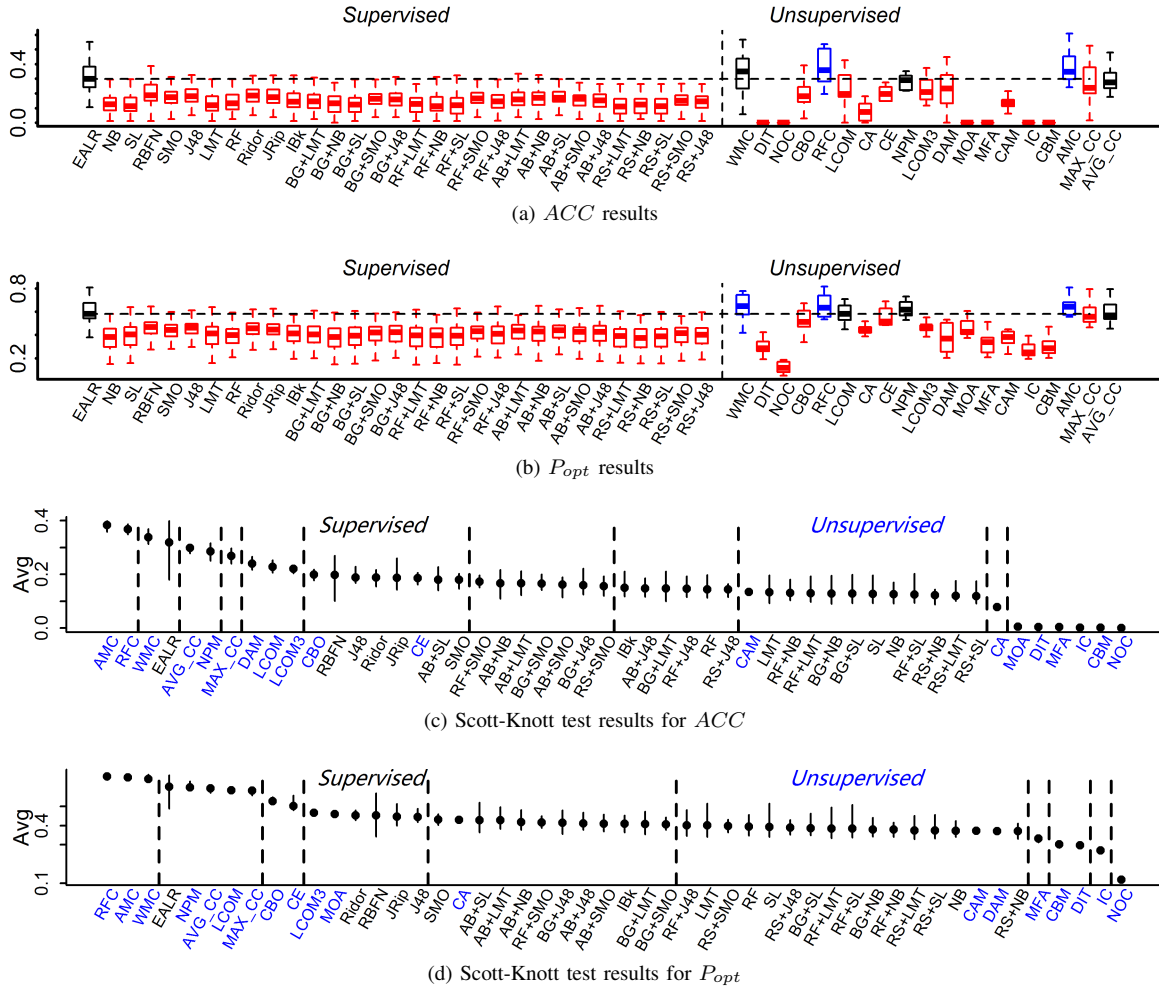 Supervised Unsupervised
0.4
0.0
EALR NB SL RBFN SMO J48 LMT RF Ridor JRip IBk BG+LMT BG+NB BG+SL BG+SMO BG+J48 RF+LMT RF+NB RF+SL RF+SMO RF+J48 AB+LMT AB+NB AB+SL AB+SMO AB+J48 RS+LMT RS+NB RS+SL RS+SMO RS+J48 WMC DIT NOC CBO RFC LCOM CA CE NPM LCOM3 DAM MOA MFA CAM IC CBM AMC MAX_CC AVG_CC
(a) ACC results
Supervised Unsupervised
0.8
0.2
EALR NB SL RBFN SMO J48 LMT RF Ridor JRip IBk BG+LMT BG+NB BG+SL BG+SMO BG+J48 RF+LMT RF+NB RF+SL RF+SMO RF+J48 AB+LMT AB+NB AB+SL AB+SMO AB+J48 RS+LMT RS+NB RS+SL RS+SMO RS+J48 WMC DIT NOC CBO RFC LCOM CA CE NPM LCOM3 DAM MOA MFA CAM IC CBM AMC MAX_CC AVG_CC
(b) Popt results
Supervised Unsupervised
Avg
0.4
0.2
0.0
AMC RFC WMC EALR AVG_CC NPM MAX_CC DAM LCOM LCOM3 CBO RBFN J48 Ridor JRip CE AB+SL SMO RF+SMO AB+NB AB+LMT BG+SMO AB+SMO BG+J48 RS+SMO IBk AB+J48 BG+LMT RF+J48 RF RS+J48 CAM LMT RF+NB RF+LMT BG+NB BG+SL SL NB RF+SL RS+NB RS+LMT RS+SL CA MOA DIT MFA IC CBM NOC
(c) Scott-Knott test results for ACC
Supervised Unsupervised
Avg
0.4
0.1
RFC AMC WMC EALR NPM AVG_CC LCOM MAX_CC CBO CE LCOM3 MOA Ridor RBFN JRip J48 SMO CA AB+SL AB+LMT AB+NB RF+SMO BG+J48 AB+J48 AB+SMO IBk BG+LMT BG+SMO RF+J48 LMT RS+SMO RF SL RS+J48 BG+SL RF+LMT RF+SL BG+NB RF+NB RS+LMT RS+SL NB CAM DAM RS+NB MFA CBM DIT IC NOC
(d) Scott-Knott test results for Popt